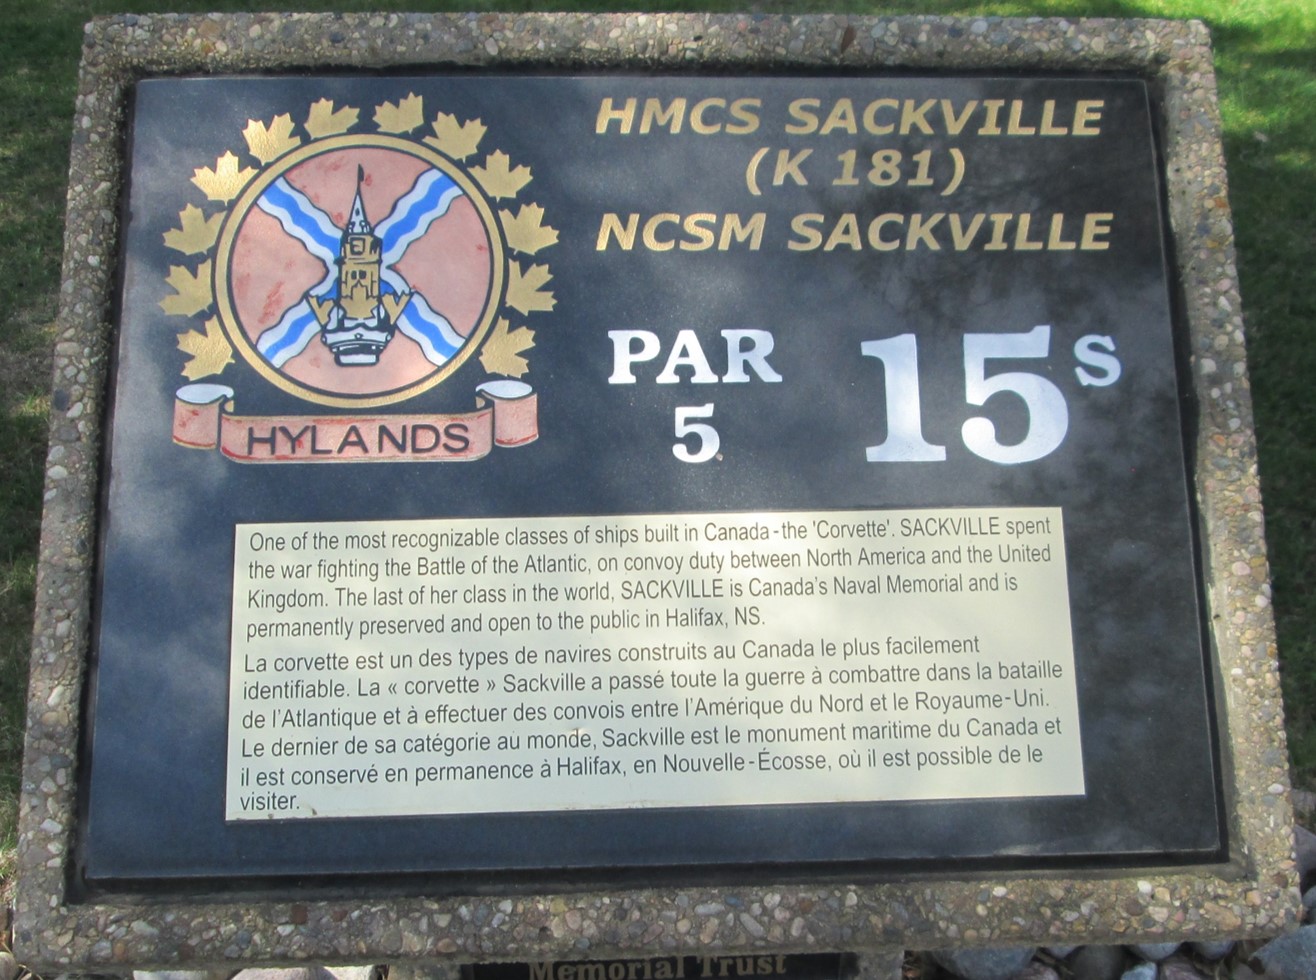 HMCS SACKVILLE
(K 181)
NCSM SACKVILLE
PAR
5
15S
HYLANDS
One of the most recognizable classes of ships built in Canada - the 'Corvette'. SACKVILLE spent
the war fighting the Battle of the Atlantic, on convoy duty between North America and the United
Kingdom. The last of her class in the world, SACKVILLE is Canada's Naval Memorial and is
permanently preserved and open to the public in Halifax, NS.
La corvette est un des types de navires construits au Canada le plus facilement
identifiable. La « corvette » Sackville a passé toute la guerre à combattre dans la bataille
de l'Atlantique et à effectuer des convois entre l'Amérique du Nord et le Royaume-Uni.
Le dernier de sa catégorie au monde, Sackville est le monument maritime du Canada et
il est conservé en permanence à Halifax, en Nouvelle-Écosse, où il est possible de le
visiter.
Memorial Trust